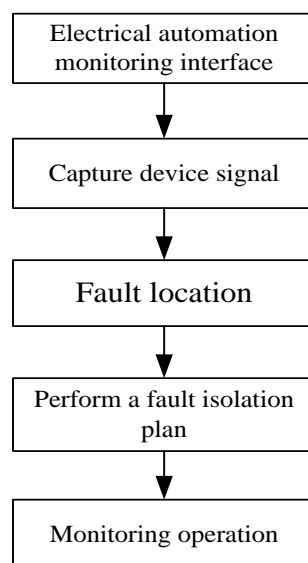 Electrical automation
monitoring interface
Capture device signal
Fault location
Perform a fault isolation
plan
Monitoring operation